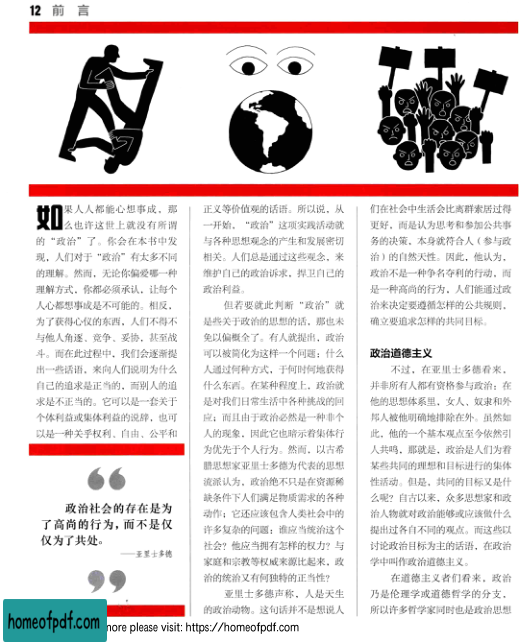 12 前 言
如果人人都能心想事成，那
么也许这世上就没有所谓
的“政治”了。你会在本书中发
现，人们对于“政治”有太多不同
的理解。然而，无论你偏爱哪一种
理解方式，你都必须承认，让每个
人心都想事成是不可能的。相反，
为了获得心仪的东西，人们不得不
与他人角逐、竞争、妥协，甚至战
斗。而在此过程中，我们会逐渐提
出一些话语，来向人们说明为什么
自己的追求是正当的，而别人的追
求是不正当的。它可以是一套关于
个体利益或集体利益的说辞，也可
以是一种关乎权利、自由、公平和
政治社会的存在是为
了高尚的行为，而不是仅
仅为了共处。
——亚里士多德
正义等价值观的话语。所以说，从
一开始，“政治”这项实践活动就
与各种思想观念的产生和发展密切
相关。人们总是通过这些观念，来
维护自己的政治诉求，捍卫自己的
政治利益。
但若要就此判断“政治”就
是些关于政治的思想的话，那也未
免以偏概全了。有人就提出，政治
可以被简化为这样一个问题：什么
人通过何种方式，于何时何地获得
什么东西。在某种程度上，政治就
是对我们日常生活中各种挑战的回
应；而且由于政治必然是一种非个
人的现象，因此它也暗示着集体行
为优先于个人行为。然而，以古希
腊思想家亚里士多德为代表的思想
流派认为，政治绝不只是在资源稀
缺条件下人们满足物质需求的各种
动作；它还应该包含人类社会中的
许多复杂的问题：谁应当统治这个
社会？他应当拥有怎样的权力？与
家庭和宗教等权威来源比起来，政
治的统治又有何独特的正当性？
亚里士多德声称，人是天生
的政治动物。这句话并不是想说人
们在社会中生活会比离群索居过得
更好，而是认为思考和参加公共事
务的决策，本身就符合人（参与政
治）的自然天性。因此，他认为，
政治不是一种争名夺利的行动，而
是一种高尚的行为，人们能通过政
治来决定要遵循怎样的公共规则，
确立要追求怎样的共同目标。
政治道德主义
不过，在亚里士多德看来，
并非所有人都有资格参与政治；在
他的思想体系里，女人、奴隶和外
邦人被他明确地排除在外。虽然如
此，他的一个基本观点至今依然引
人共鸣，那就是，政治是人们为着
某些共同的理想和目标进行的集体
性活动。但是，共同的目标又是什
么呢？自古以来，众多思想家和政
治人物就对政治能够或应该做什么
提出过各自不同的观点。而这些以
讨论政治目标为主的话语，在政治
学中叫作政治道德主义。
在道德主义者们看来，政治
乃是伦理学或道德哲学的分支，
所以许多哲学家同时也是政治思想
homeofpdf.com
more please visit: https://homeofpdf.com